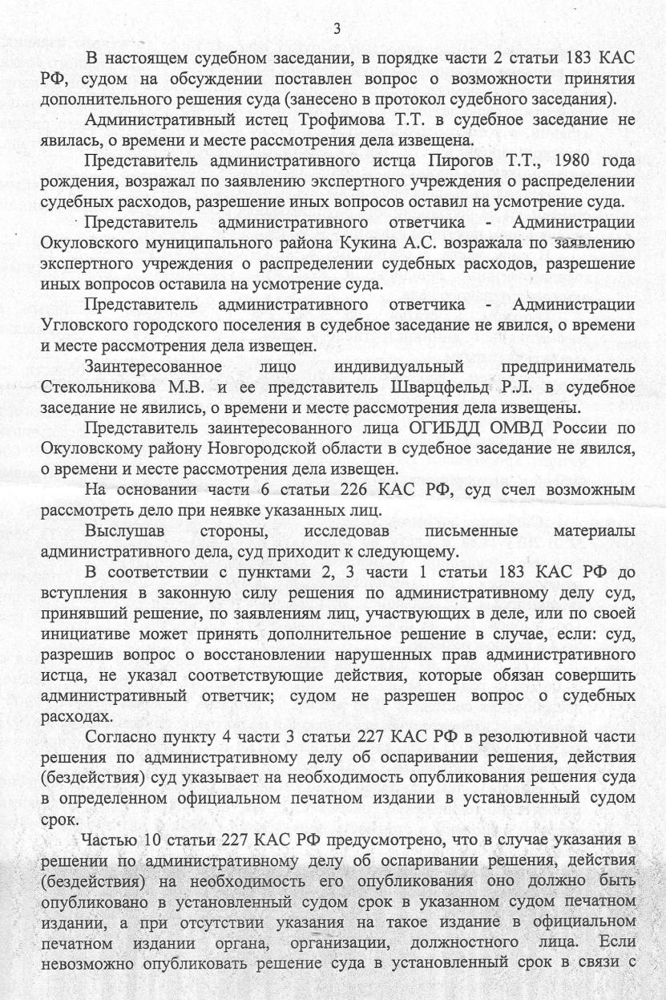 3
В настоящем судебном заседании, в порядке части 2 статьи 183 КАС
РФ, судом на обсуждении поставлен вопрос о возможности принятия
дополнительного решения суда (занесено в протокол судебного заседания).
Административный истец Трофимова Т.Т. в судебное заседание не
явилась, о времени и месте рассмотрения дела извещена.
Представитель административного истца Пирогов Т.Т., 1980 года
рождения, возражал по заявлению экспертного учреждения о распределении
судебных расходов, разрешение иных вопросов оставил на усмотрение суда.
Представитель административного ответчика - Администрации
Окуловского муниципального района Кукина А.С. возражала по заявлению
экспертного учреждения о распределении судебных расходов, разрешение
иных вопросов оставила на усмотрение суда.
Представитель административного ответчика - Администрации
Угловского городского поселения в судебное заседание не явился, о времени
и месте рассмотрения дела извещен.
Заинтересованное лицо индивидуальный предприниматель
Стекольникова М.В. и ее представитель Шварцфельд Р.Л. в судебное
заседание не явились, о времени и месте рассмотрения дела извещены.
Представитель заинтересованного лица ОГИБДД ОМВД России по
Окуловскому району Новгородской области в судебное заседание не явился,
о времени и месте рассмотрения дела извещен.
На основании части 6 статьи 226 КАС РФ, суд счел возможным
рассмотреть дело при неявке указанных лиц.
Выслушав стороны, исследовав письменные материалы
административного дела, суд приходит к следующему.
В соответствии с пунктами 2, 3 части 1 статьи 183 КАС РФ до
вступления в законную силу решения по административному делу суд,
принявший решение, по заявлениям лиц, участвующих в деле, или по своей
инициативе может принять дополнительное решение в случае, если: суд,
разрешив вопрос о восстановлении нарушенных прав административного
истца, не указал соответствующие действия, которые обязан совершить
административный ответчик; судом не разрешен вопрос о судебных
расходах.
Согласно пункту 4 части 3 статьи 227 КАС РФ в резолютивной части
решения по административному делу об оспаривании решения, действия
(бездействия) суд указывает на необходимость опубликования решения суда
в определенном официальном печатном издании в установленный судом
срок.
Частью 10 статьи 227 КАС РФ предусмотрено, что в случае указания в
решении по административному делу об оспаривании решения, действия
(бездействия) на необходимость его опубликования оно должно быть
опубликовано в установленный судом срок в указанном судом печатном
издании, а при отсутствии указания на такое издание в официальном
печатном издании органа, организации, должностного лица. Если
невозможно опубликовать решение суда в установленный срок в связи с